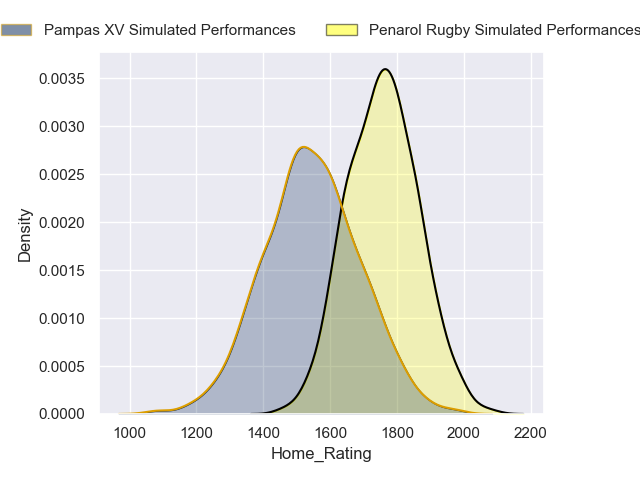 Pampas XV Simulated Performances
Penarol Rugby Simulated Performances
0.0035
0.0030
0.0025
0.0020
0.0015
0.0010
0.0005
0.0000
Density
1000 1200 1400 1600 1800 2000 2200
Home_Rating